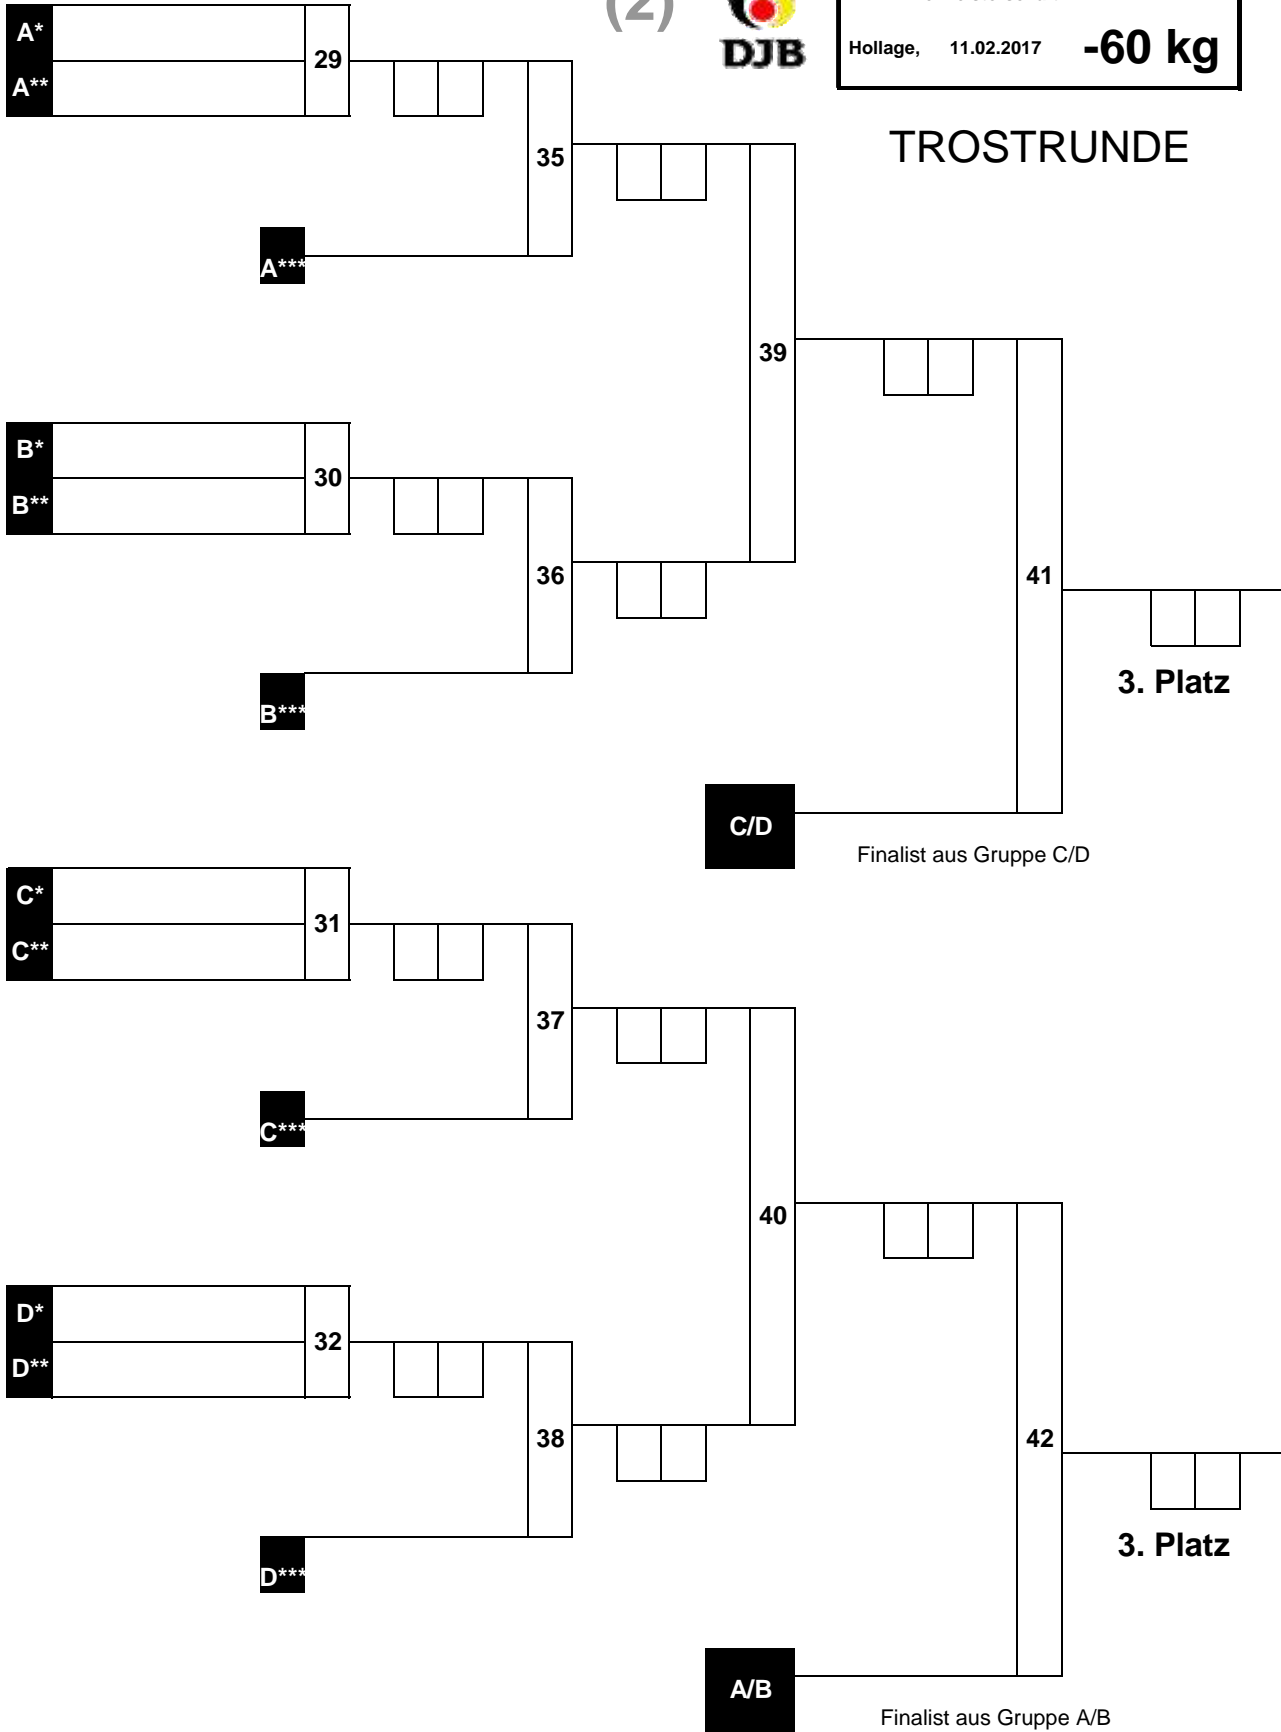 (2)
DJB
Hollage, 11.02.2017 -60 kg
TROSTRUNDE
A*
A**
29
35
A***
39
B*
B**
30
36
41
B***
3. Platz
C/D
Finalist aus Gruppe C/D
C*
C**
31
37
C***
40
D*
D**
32
38
42
D***
3. Platz
A/B
Finalist aus Gruppe A/B